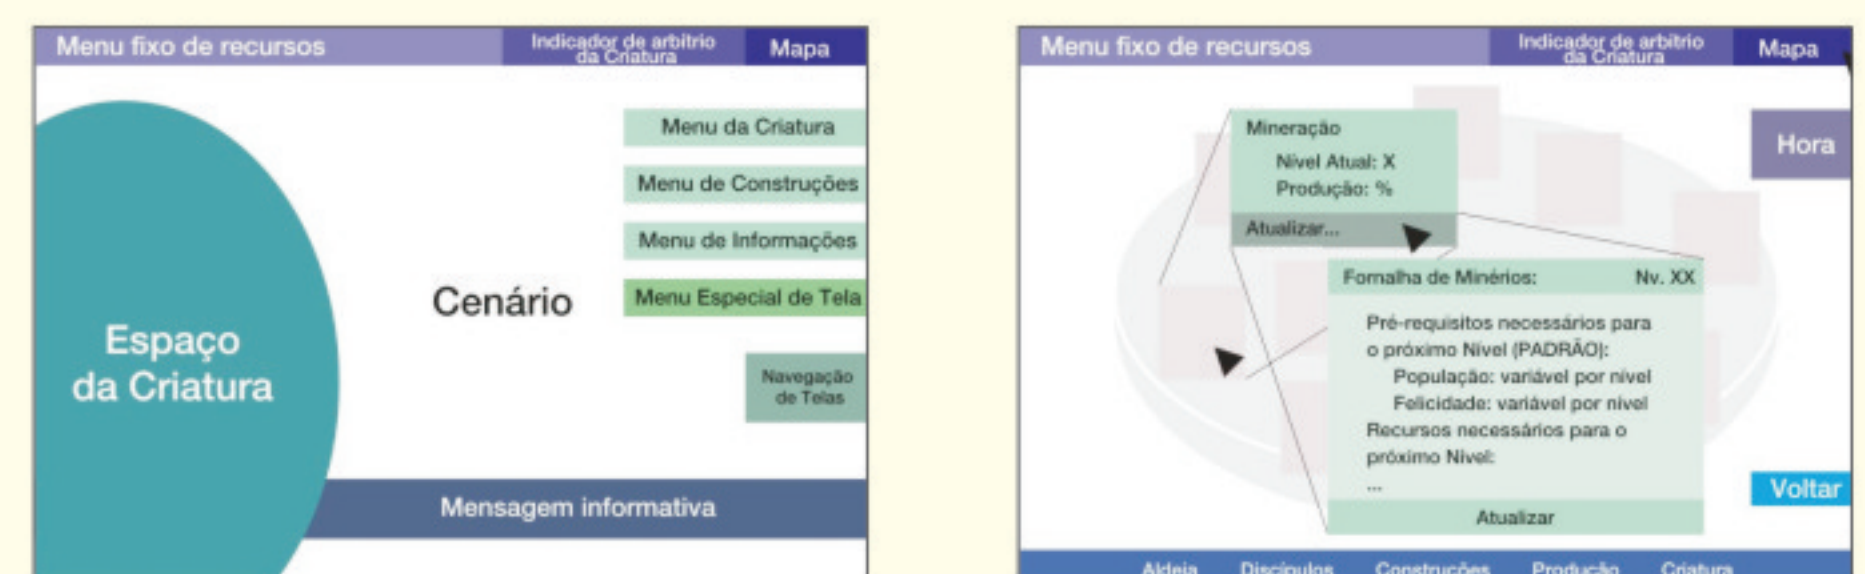 Menu fixo de recursos
Indicador de arbítrio
da Criatura
Mapa
Menu da Criatura
Menu de Construções
Menu de Informações
Menu Especial de Tela
Cenário
Espaço
da Criatura
Navegação
de Telas
Mensagem informativa
Menu fixo de recursos
Indicador de arbítrio
da Criatura
Mapa
Hora
Mineração
Nível Atual: X
Produção: %
Atualizar...
Fornalha de Minérios: Nv. XX
Pré-requisitos necessários para
o próximo Nível (PADRÃO):
População: variável por nível
Felicidade: variável por nível
Recursos necessários para o
próximo Nível:
...
Atualizar
Voltar
Aldeia Discípulos Construções Produção Criatura